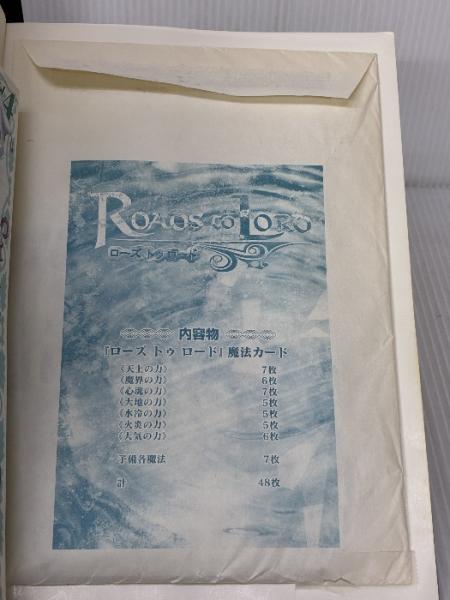 ROADS to LORD
ローズ トゥ ロード
内容物
『ローズ トゥ ロード』魔法カード
《天上の力》 7枚
《魔界の力》 6枚
《心魂の力》 7枚
《大地の力》 5枚
《水冷の力》 5枚
《火炎の力》 5枚
《大気の力》 6枚
予備各魔法 7枚
計 48枚